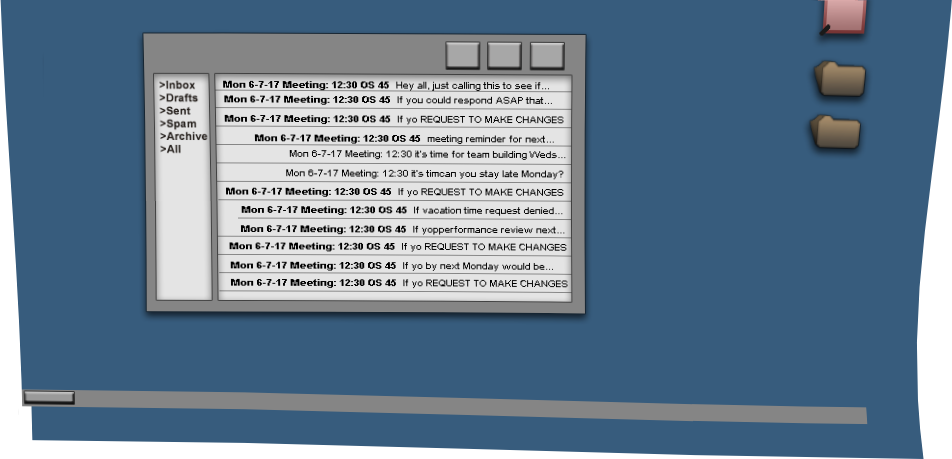 >Inbox
>Drafts
>Sent
>Spam
>Archive
>All
Mon 6-7-17 Meeting: 12:30 OS 45 Hey all, just calling this to see if...
Mon 6-7-17 Meeting: 12:30 OS 45 If you could respond ASAP that...
Mon 6-7-17 Meeting: 12:30 OS 45 If yo REQUEST TO MAKE CHANGES
Mon 6-7-17 Meeting: 12:30 OS 45 meeting reminder for next...
Mon 6-7-17 Meeting: 12:30 it's time for team building Weds...
Mon 6-7-17 Meeting: 12:30 it's timcan you stay late Monday?
Mon 6-7-17 Meeting: 12:30 OS 45 If yo REQUEST TO MAKE CHANGES
Mon 6-7-17 Meeting: 12:30 OS 45 If vacation time request denied...
Mon 6-7-17 Meeting: 12:30 OS 45 If yopperformance review next...
Mon 6-7-17 Meeting: 12:30 OS 45 If yo REQUEST TO MAKE CHANGES
Mon 6-7-17 Meeting: 12:30 OS 45 If yo by next Monday would be...
Mon 6-7-17 Meeting: 12:30 OS 45 If yo REQUEST TO MAKE CHANGES